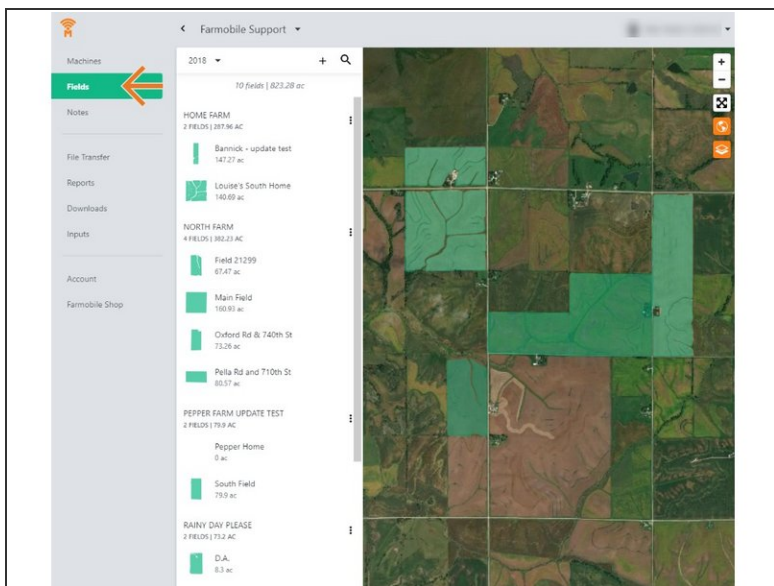 Farmobile Support
Machines
Fields
Notes
File Transfer
Reports
Downloads
Inputs
Account
Farmobile Shop
2018
+
10 fields | 823.28 ac
HOME FARM
2 FIELDS | 287.96 AC
Bannick - update test
147.27 ac
Louise's South Home
140.69 ac
NORTH FARM
4 FIELDS | 382.23 AC
Field 21299
67.47 ac
Main Field
160.93 ac
Oxford Rd & 740th St
73.26 ac
Pella Rd and 710th St
80.57 ac
PEPPER FARM UPDATE TEST
2 FIELDS | 79.9 AC
Pepper Home
0 ac
South Field
79.9 ac
RAINY DAY PLEASE
2 FIELDS | 73.2 AC
D.A.
8.3 ac
+
−